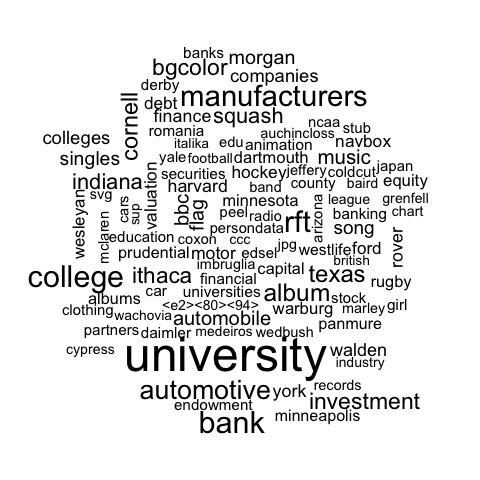 banks
morgan
bgcolor
companies
derby
manufacturers
debt
cornell
finance
squash
romania
ncaa
stub
auchincloss
colleges
italika
edu
animation
navbox
singles
yale
football
dartmouth
music
valuation
securities
hockey
jeffery
coldcut
japan
indiana
harvard
band
county
baird
equity
svg
wesleyan
cars
sup
bbc
flag
minnesota
arizona
league
grenfell
peel
radio
rft
banking
chart
mclaren
persondata
song
education
coxon
ccc
jpg
westlife
ford
rover
prudential
motor
edsel
british
college
ithaca
imbruglia
capital
texas
financial
rugby
car
universities
album
albums
<e2><80><94>
stock
clothing
wachovia
automobile
warburg
marley
girl
partners
daimler
medeiros
wedbush
panmure
cypress
university
walden
industry
automotive
york
records
endowment
investment
bank
minneapolis